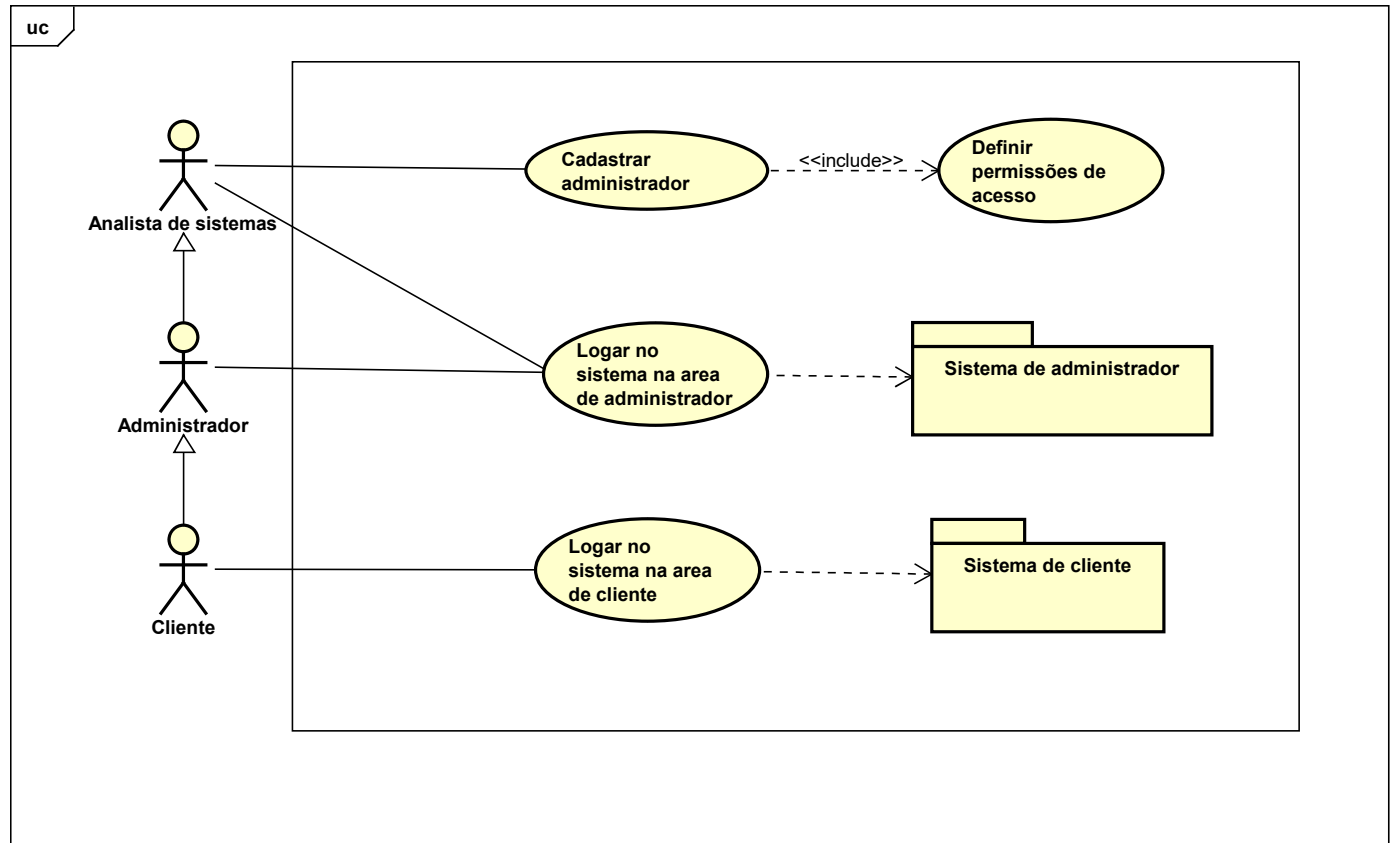 uc
Analista de sistemas
Cadastrar
administrador
<<include>>
Definir
permissões de
acesso
Administrador
Logar no
sistema na area
de administrador
Sistema de administrador
Cliente
Logar no
sistema na area
de cliente
Sistema de cliente